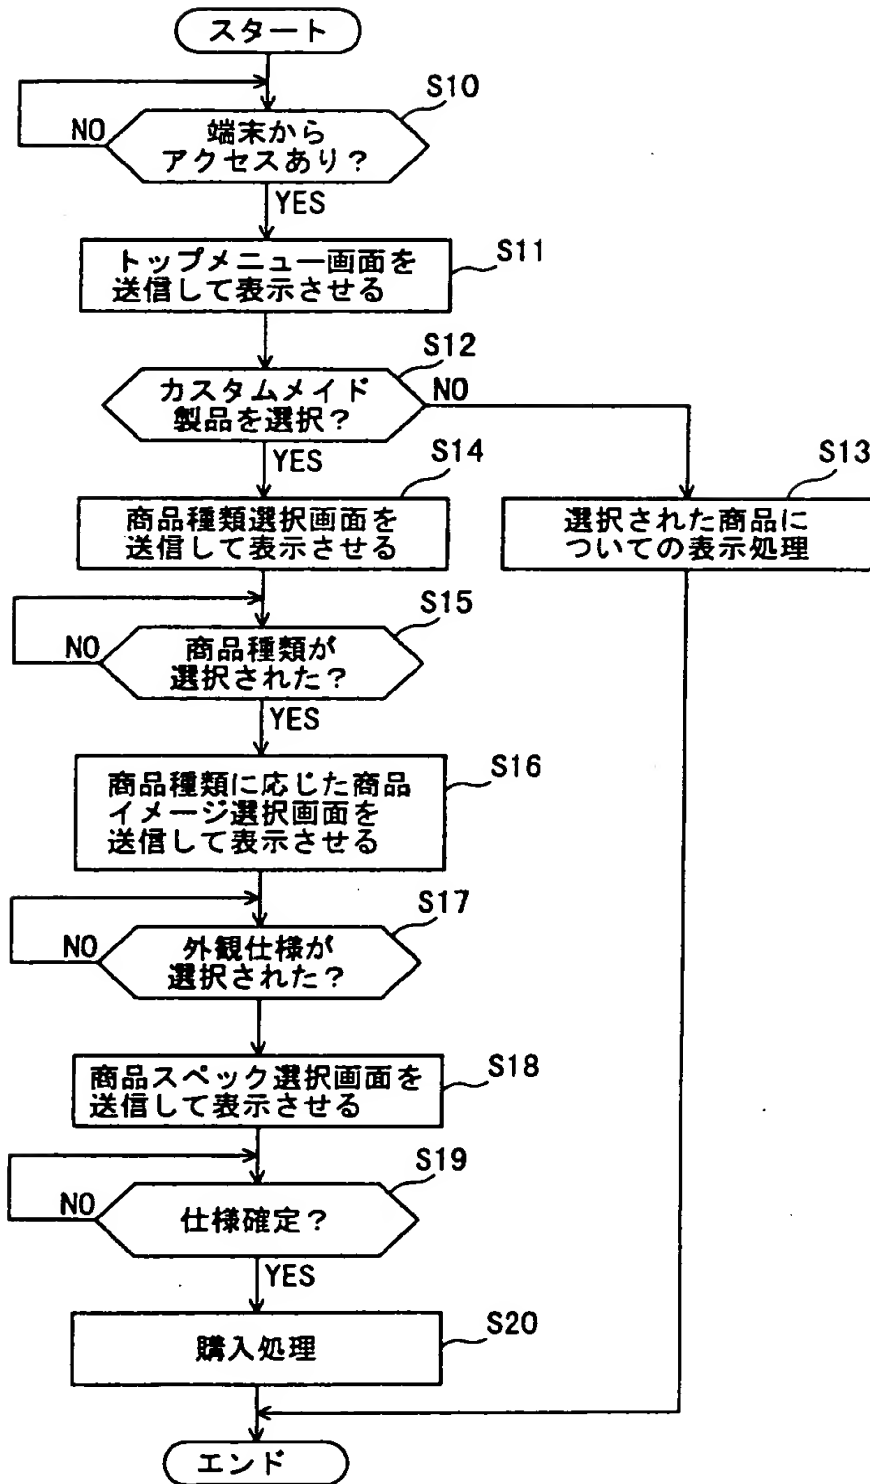 スタート
S10
NO
端末から
アクセスあり？
YES
S11
トップメニュー画面を
送信して表示させる
S12
カスタムメイド
製品を選択？
NO
YES
S14
商品種類選択画面を
送信して表示させる
S13
選択された商品に
ついての表示処理
S15
NO
商品種類が
選択された？
YES
S16
商品種類に応じた商品
イメージ選択画面を
送信して表示させる
S17
NO
外観仕様が
選択された？
S18
商品スペック選択画面を
送信して表示させる
S19
NO
仕様確定？
YES
S20
購入処理
エンド